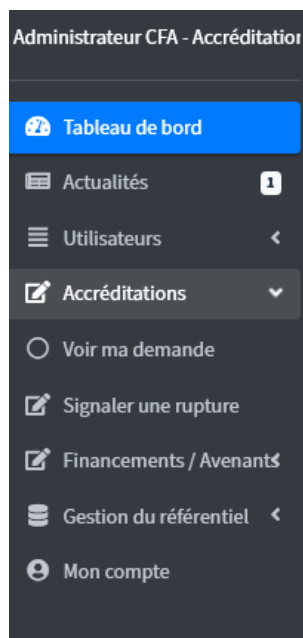 Administrateur CFA - Accréditation
Tableau de bord
Actualités 1
Utilisateurs
Accréditations
Voir ma demande
Signaler une rupture
Financements / Avenants
Gestion du référentiel
Mon compte